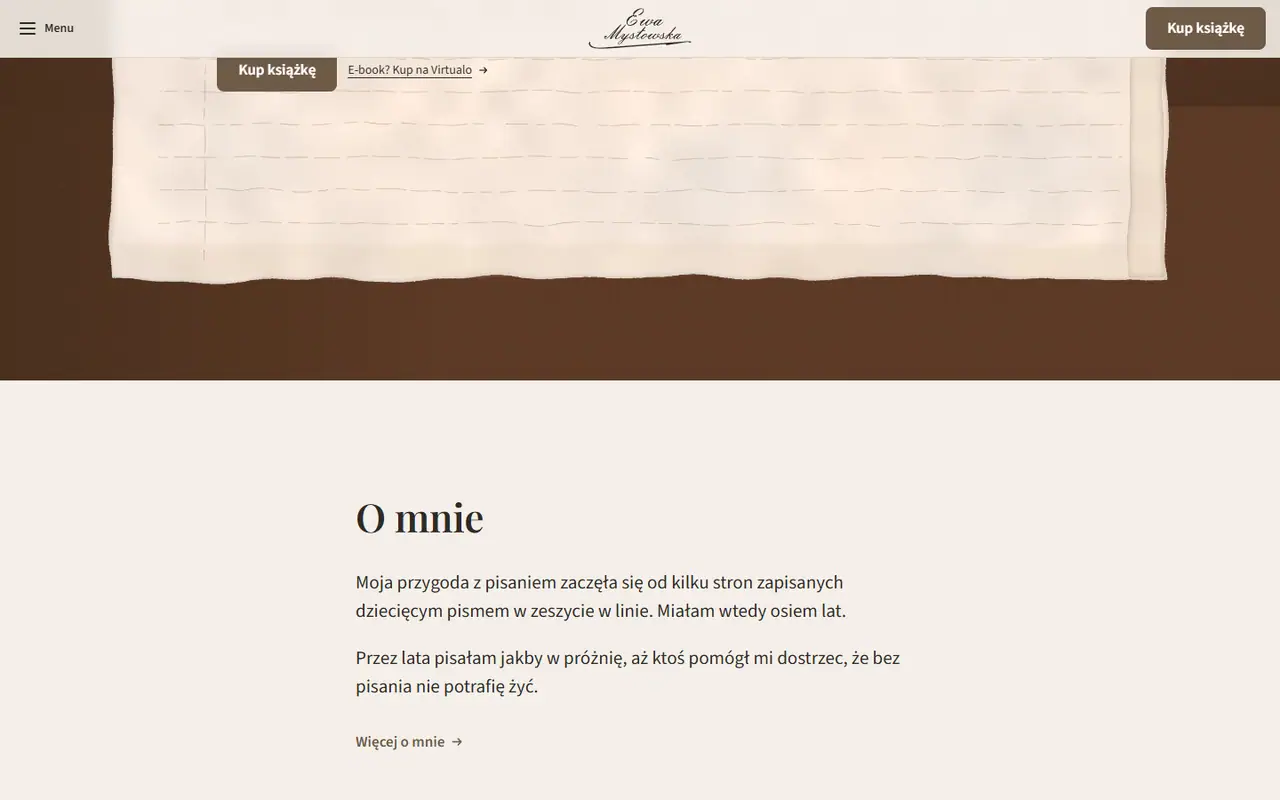 Menu
Ewa
Mysłowska
Kup książkę
Kup książkę
E-book? Kup na Virtualo →
O mnie
Moja przygoda z pisaniem zaczęła się od kilku stron zapisanych
dziecięcym pismem w zeszycie w linie. Miałam wtedy osiem lat.
Przez lata pisałam jakby w próżnię, aż ktoś pomógł mi dostrzec, że bez
pisania nie potrafię żyć.
Więcej o mnie →